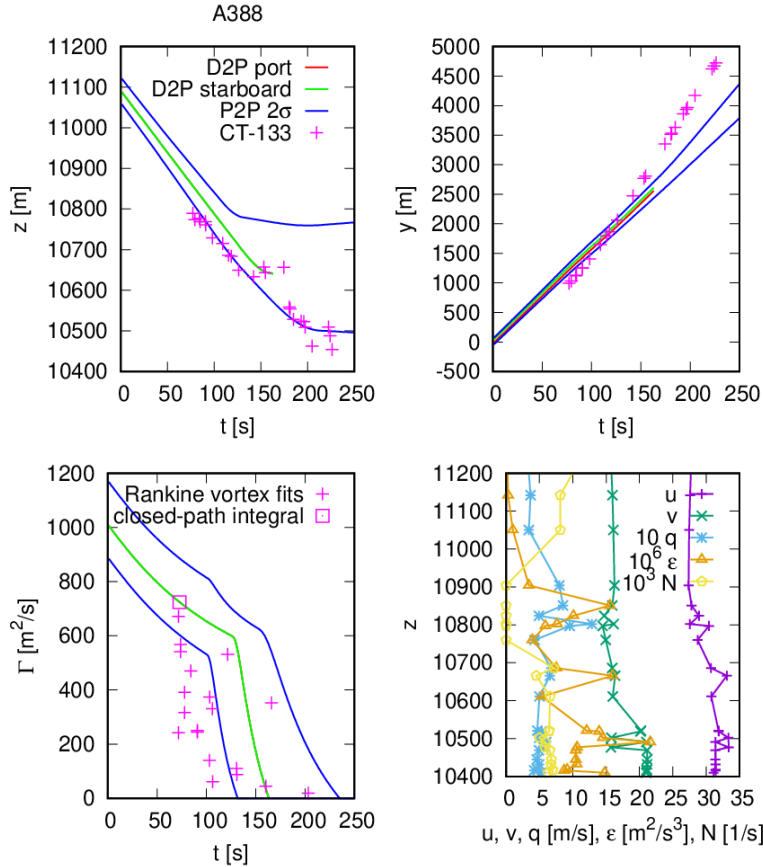 A388
11200
11100
11000
10900
10800
10700
10600
10500
10400
z [m]
D2P port
D2P starboard
P2P 2σ
CT-133
0 50 100 150 200 250
t [s]
5000
4500
4000
3500
3000
2500
2000
1500
1000
500
0
-500
y [m]
0 50 100 150 200 250
t [s]
1200
1000
800
600
400
200
0
Γ [m²/s]
Rankine vortex fits
closed-path integral
0 50 100 150 200 250
t [s]
11200
11100
11000
10900
10800
10700
10600
10500
10400
z
u
v
10 q
10⁶ ε
10³ N
0 5 10 15 20 25 30 35
u, v, q [m/s], ε [m²/s³], N [1/s]